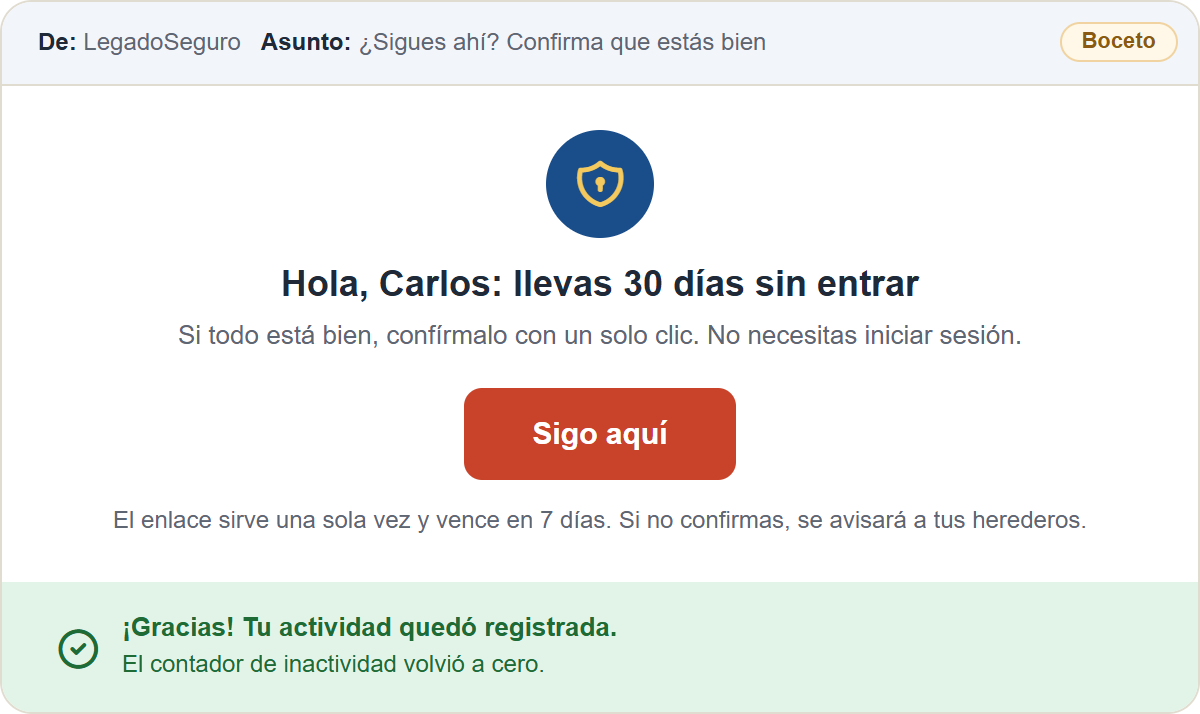 De: LegadoSeguro Asunto: ¿Sigues ahí? Confirma que estás bien
Boceto
Hola, Carlos: llevas 30 días sin entrar
Si todo está bien, confírmalo con un solo clic. No necesitas iniciar sesión.
Sigo aquí
El enlace sirve una sola vez y vence en 7 días. Si no confirmas, se avisará a tus herederos.
¡Gracias! Tu actividad quedó registrada.
El contador de inactividad volvió a cero.